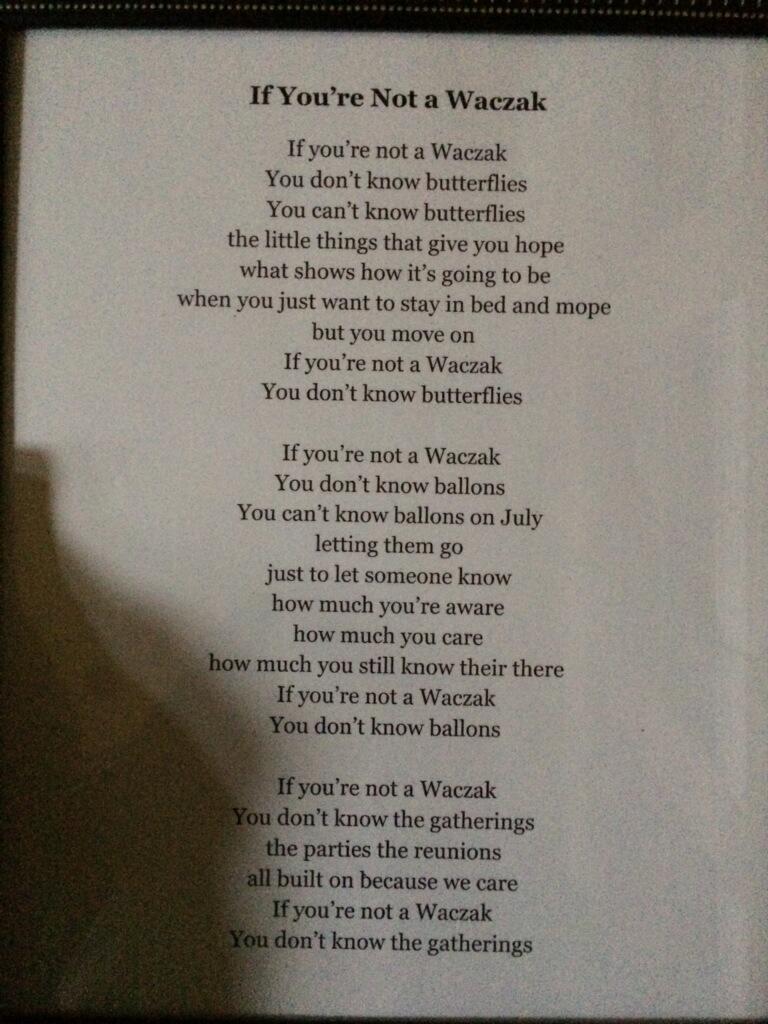 If You're Not a Waczak
If you're not a Waczak
You don't know butterflies
You can't know butterflies
the little things that give you hope
what shows how it's going to be
when you just want to stay in bed and mope
but you move on
If you're not a Waczak
You don't know butterflies
If you're not a Waczak
You don't know ballons
You can't know ballons on July
letting them go
just to let someone know
how much you're aware
how much you care
how much you still know their there
If you're not a Waczak
You don't know ballons
If you're not a Waczak
You don't know the gatherings
the parties the reunions
all built on because we care
If you're not a Waczak
You don't know the gatherings